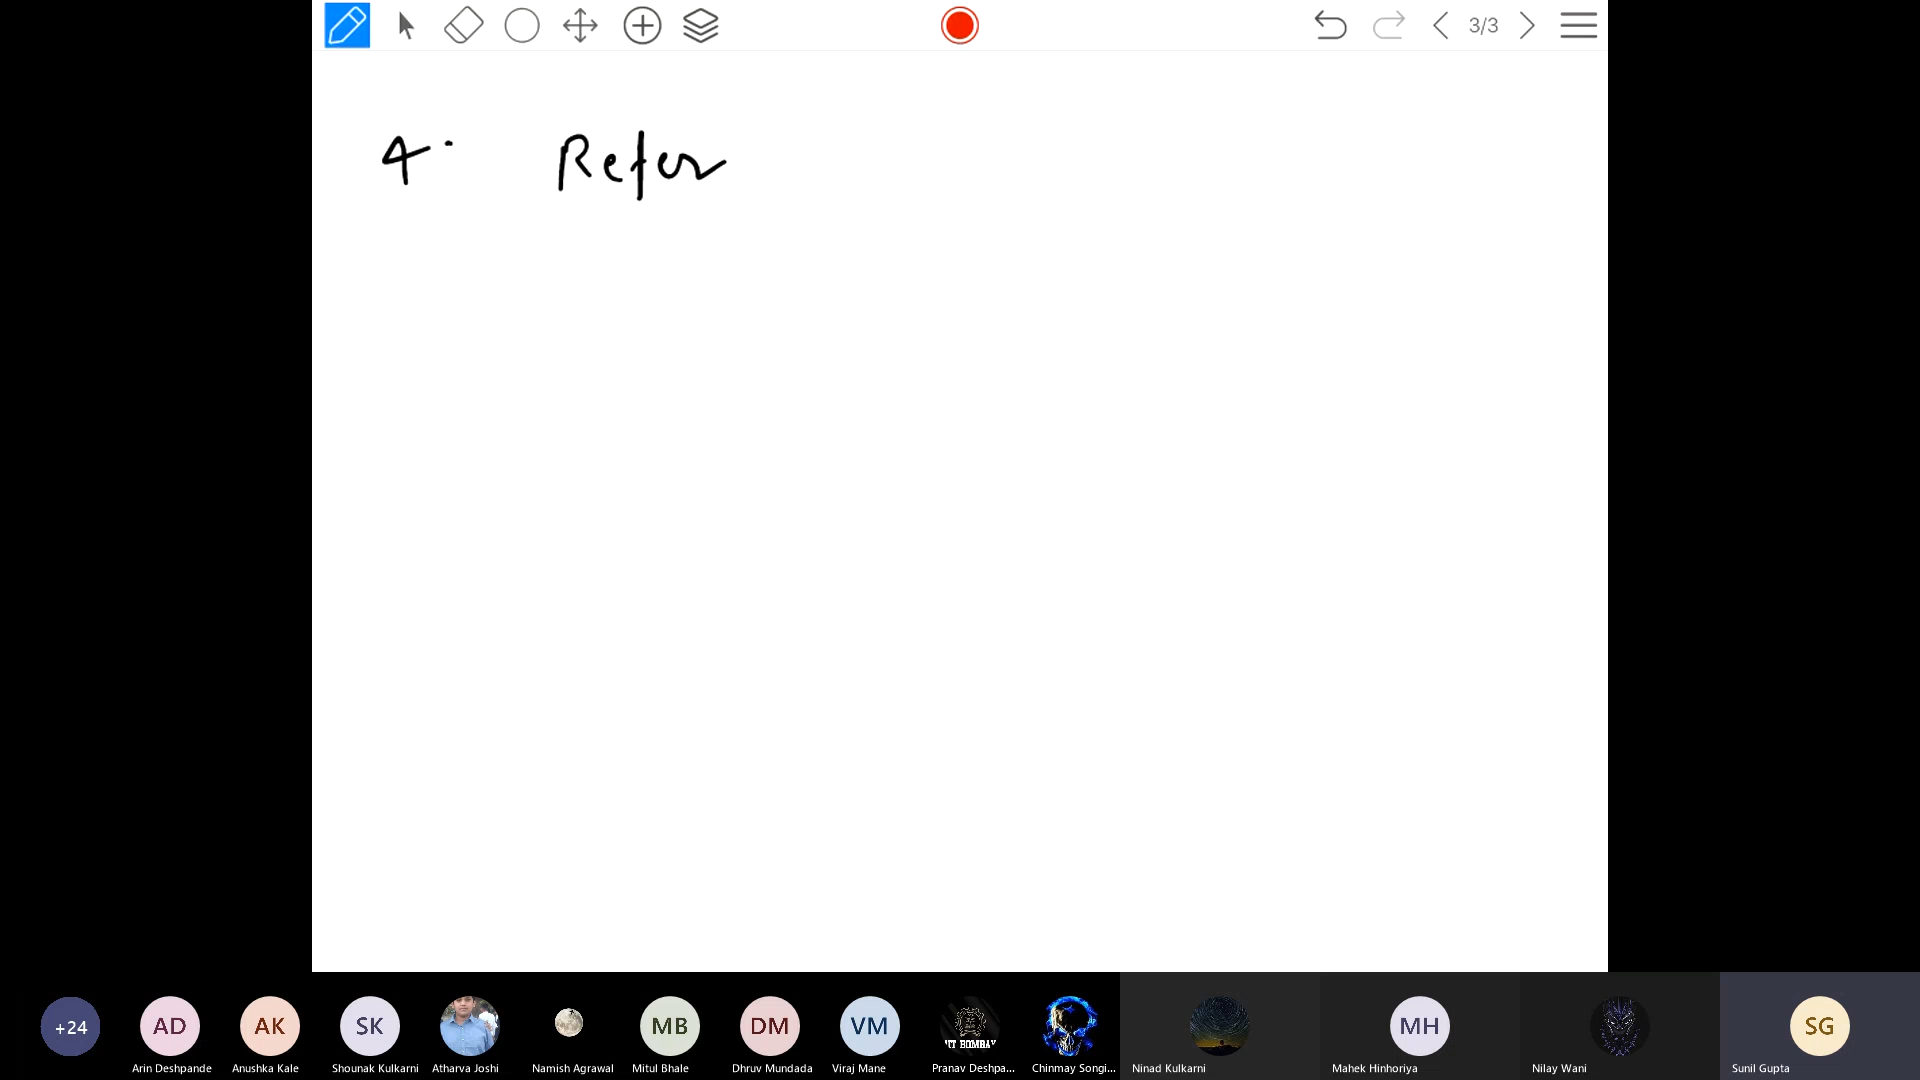 3/3
4. Refer
+24
AD AK SK MB DM VM IIT BOMBAY MH SG
Arin Deshpande Anushka Kale Shounak Kulkarni Atharva Joshi Namish Agrawal Mitul Bhale Dhruv Mundada Viraj Mane Pranav Deshpa... Chinmay Songi... Ninad Kulkarni Mahek Hinhoriya Nilay Wani Sunil Gupta